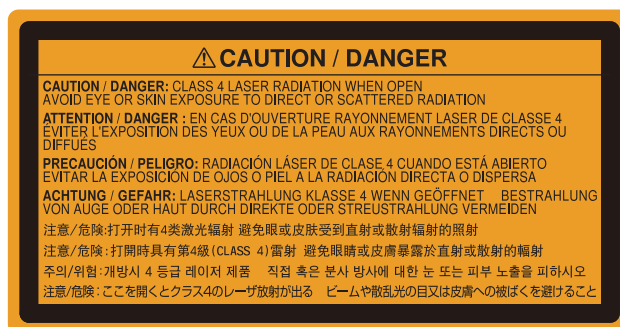 ⚠ CAUTION / DANGER
CAUTION / DANGER: CLASS 4 LASER RADIATION WHEN OPEN
AVOID EYE OR SKIN EXPOSURE TO DIRECT OR SCATTERED RADIATION
ATTENTION / DANGER : EN CAS D'OUVERTURE RAYONNEMENT LASER DE CLASSE 4
ÉVITER L'EXPOSITION DES YEUX OU DE LA PEAU AUX RAYONNEMENTS DIRECTS OU
DIFFUÉS
PRECAUCIÓN / PELIGRO: RADIACIÓN LÁSER DE CLASE 4 CUANDO ESTÁ ABIERTO
EVITAR LA EXPOSICIÓN DE OJOS O PIEL A LA RADIACIÓN DIRECTA O DISPERSA
ACHTUNG / GEFAHR: LASERSTRAHLUNG KLASSE 4 WENN GEÖFFNET BESTRAHLUNG
VON AUGE ODER HAUT DURCH DIREKTE ODER STREUSTRAHLUNG VERMEIDEN
注意/危险:打开时有4类激光辐射 避免眼或皮肤受到直射或散射辐射的照射
注意/危險:打開時具有第4級(CLASS 4)雷射 避免眼睛或皮膚暴露於直射或散射的輻射
주의/위험:개방시 4 등급 레이저 제품 직접 혹은 분사 방사에 대한 눈 또는 피부 노출을 피하시오
注意/危険:ここを開くとクラス4のレーザ放射が出る ビームや散乱光の目又は皮膚への被ばくを避けること